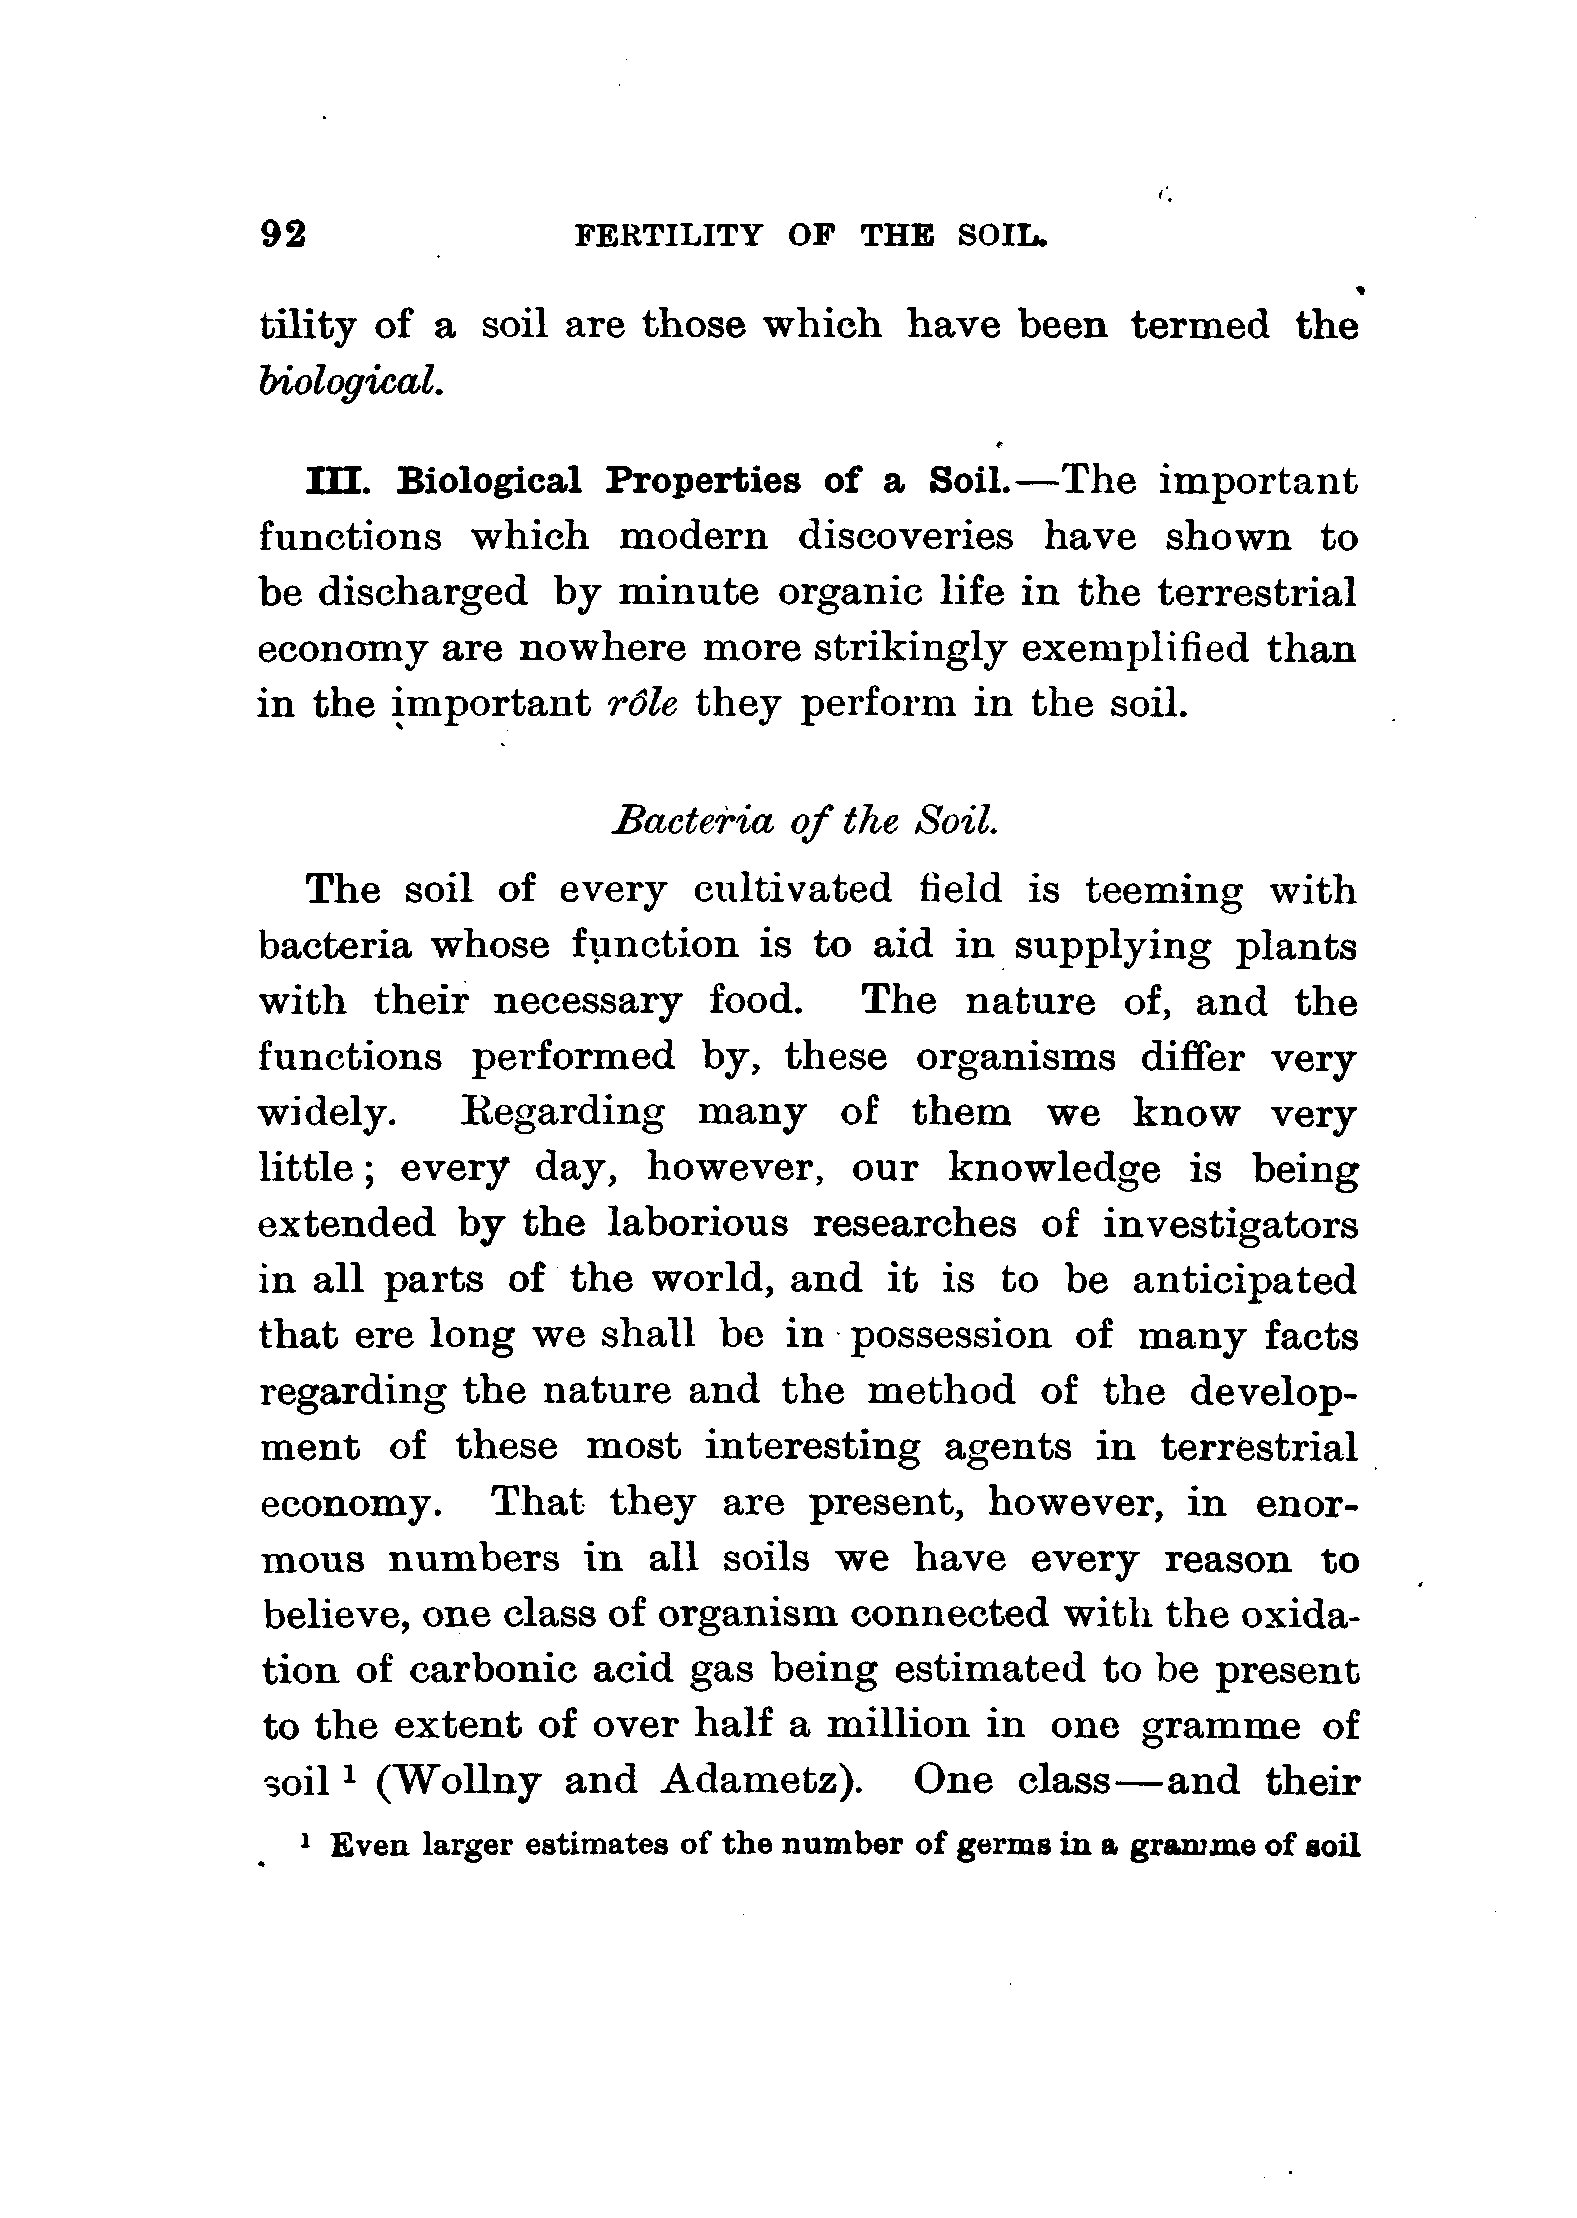 92 FERTILITY OF THE SOIL.
tility of a soil are those which have been termed the
biological.
III. Biological Properties of a Soil.—The important
functions which modern discoveries have shown to
be discharged by minute organic life in the terrestrial
economy are nowhere more strikingly exemplified than
in the important rôle they perform in the soil.
Bacteria of the Soil.
The soil of every cultivated field is teeming with
bacteria whose function is to aid in supplying plants
with their necessary food. The nature of, and the
functions performed by, these organisms differ very
widely. Regarding many of them we know very
little; every day, however, our knowledge is being
extended by the laborious researches of investigators
in all parts of the world, and it is to be anticipated
that ere long we shall be in possession of many facts
regarding the nature and the method of the develop-
ment of these most interesting agents in terrestrial
economy. That they are present, however, in enor-
mous numbers in all soils we have every reason to
believe, one class of organism connected with the oxida-
tion of carbonic acid gas being estimated to be present
to the extent of over half a million in one gramme of
soil ¹ (Wollny and Adametz). One class—and their
¹ Even larger estimates of the number of germs in a gramme of soil